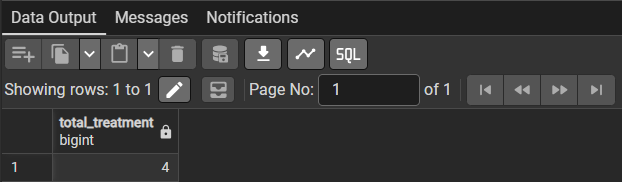 Data Output Messages Notifications
SQL
Showing rows: 1 to 1 Page No: 1 of 1
total_treatment
bigint
1 4